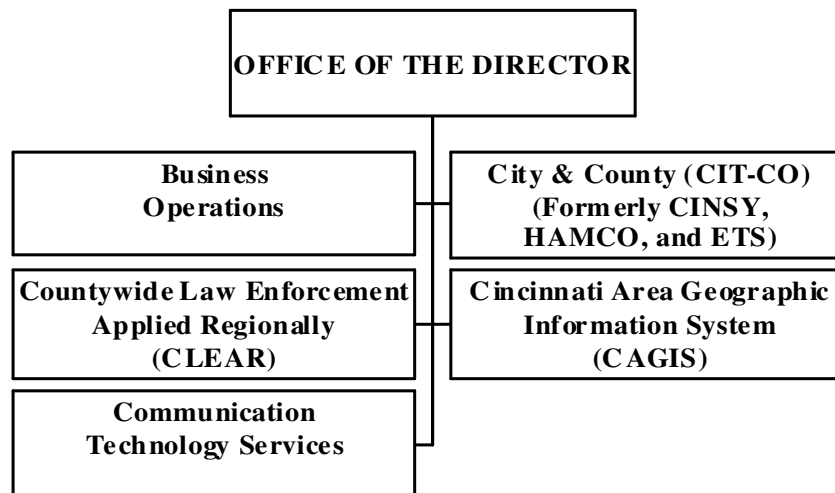 OFFICE OF THE DIRECTOR
Business
Operations
City & County (CIT-CO)
(Formerly CINSY,
HAMCO, and ETS)
Countywide Law Enforcement
Applied Regionally
(CLEAR)
Cincinnati Area Geographic
Information System
(CAGIS)
Communication
Technology Services